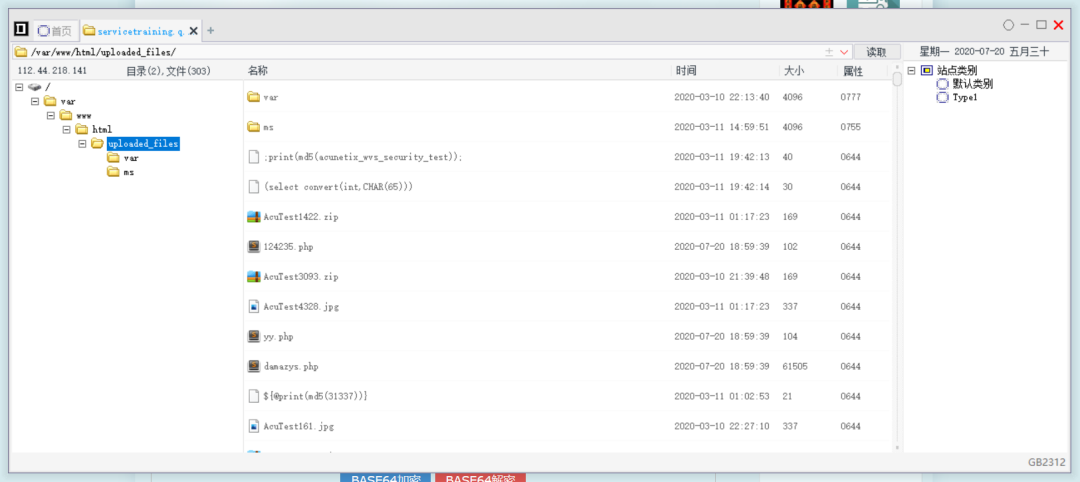 首页
servicetraining.q.
/var/www/html/uploaded_files/
读取
星期一 2020-07-20 五月三十
112.44.218.141 目录(2),文件(303)
名称 时间 大小 属性
/
var
www
html
uploaded_files
var
ms
var 2020-03-10 22:13:40 4096 0777
ms 2020-03-11 14:59:51 4096 0755
;print(md5(acunetix_wvs_security_test)); 2020-03-11 19:42:13 40 0644
(select convert(int,CHAR(65))) 2020-03-11 19:42:14 30 0644
AcuTest1422.zip 2020-03-11 01:17:23 169 0644
124235.php 2020-07-20 18:59:39 102 0644
AcuTest3093.zip 2020-03-10 21:39:48 169 0644
AcuTest4328.jpg 2020-03-11 01:17:23 337 0644
yy.php 2020-07-20 18:59:39 104 0644
damazys.php 2020-07-20 18:59:39 61505 0644
${@print(md5(31337))} 2020-03-11 01:02:53 21 0644
AcuTest161.jpg 2020-03-10 22:27:10 337 0644
站点类别
默认类别
Type1
GB2312
BASE64加密 BASE64解密